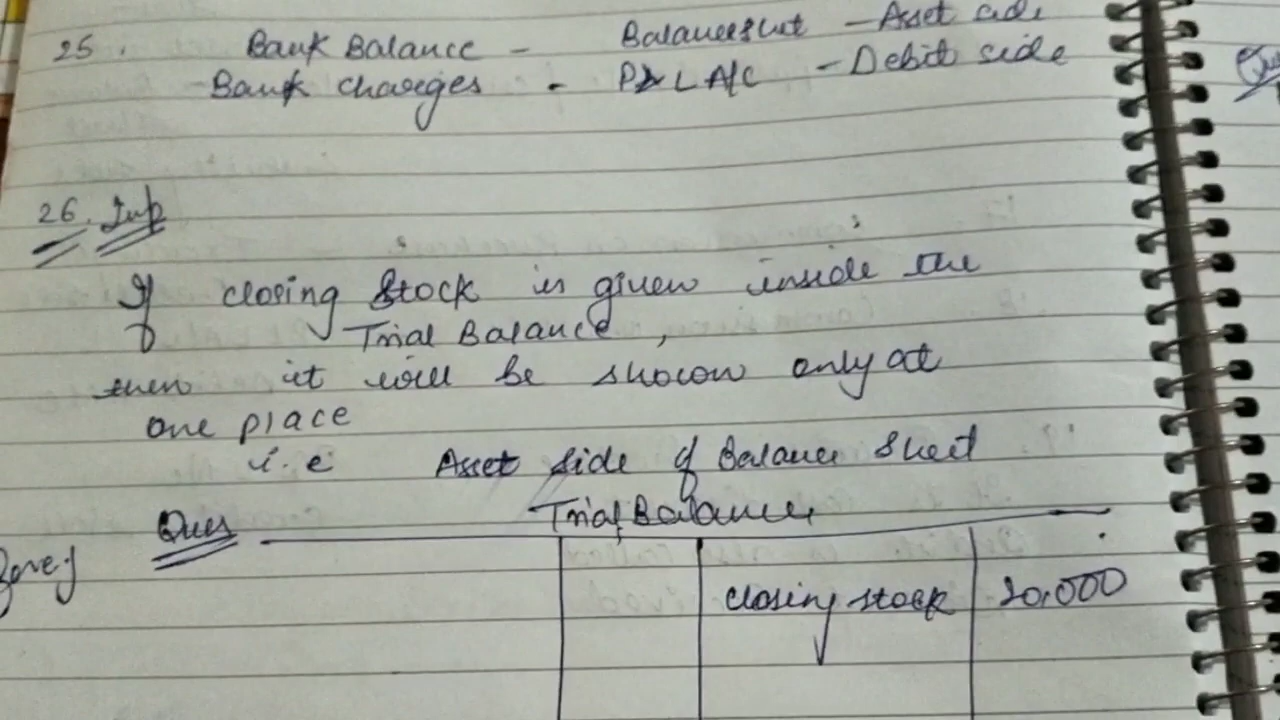 25. Bank Balance - Balancesheet - Asset side
- Bank charges - P&L A/C - Debit side
26. Imp
If closing stock is given inside the
Trial Balance,
then it will be shown only at
one place
i.e Asset side of Balance Sheet
Ques Trial Balance
closing stock 20,000